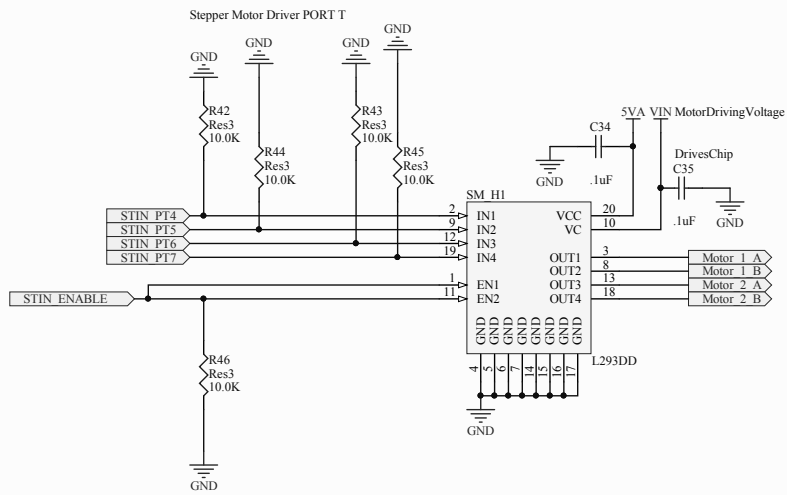 Stepper Motor Driver PORT T
GND
GND
GND
GND
R42
Res3
10.0K
R44
Res3
10.0K
R43
Res3
10.0K
R45
Res3
10.0K
5VA VIN MotorDrivingVoltage
C34
.1uF
GND
DrivesChip
C35
.1uF
GND
SM_H1
STIN_PT4
STIN_PT5
STIN_PT6
STIN_PT7
STIN_ENABLE
2 IN1
9 IN2
12 IN3
19 IN4
1 EN1
11 EN2
VCC 20
VC 10
OUT1 3
OUT2 8
OUT3 13
OUT4 18
Motor_1_A
Motor_1_B
Motor_2_A
Motor_2_B
GND GND GND GND GND GND GND GND
4 5 6 7 14 15 16 17
L293DD
GND
R46
Res3
10.0K
GND